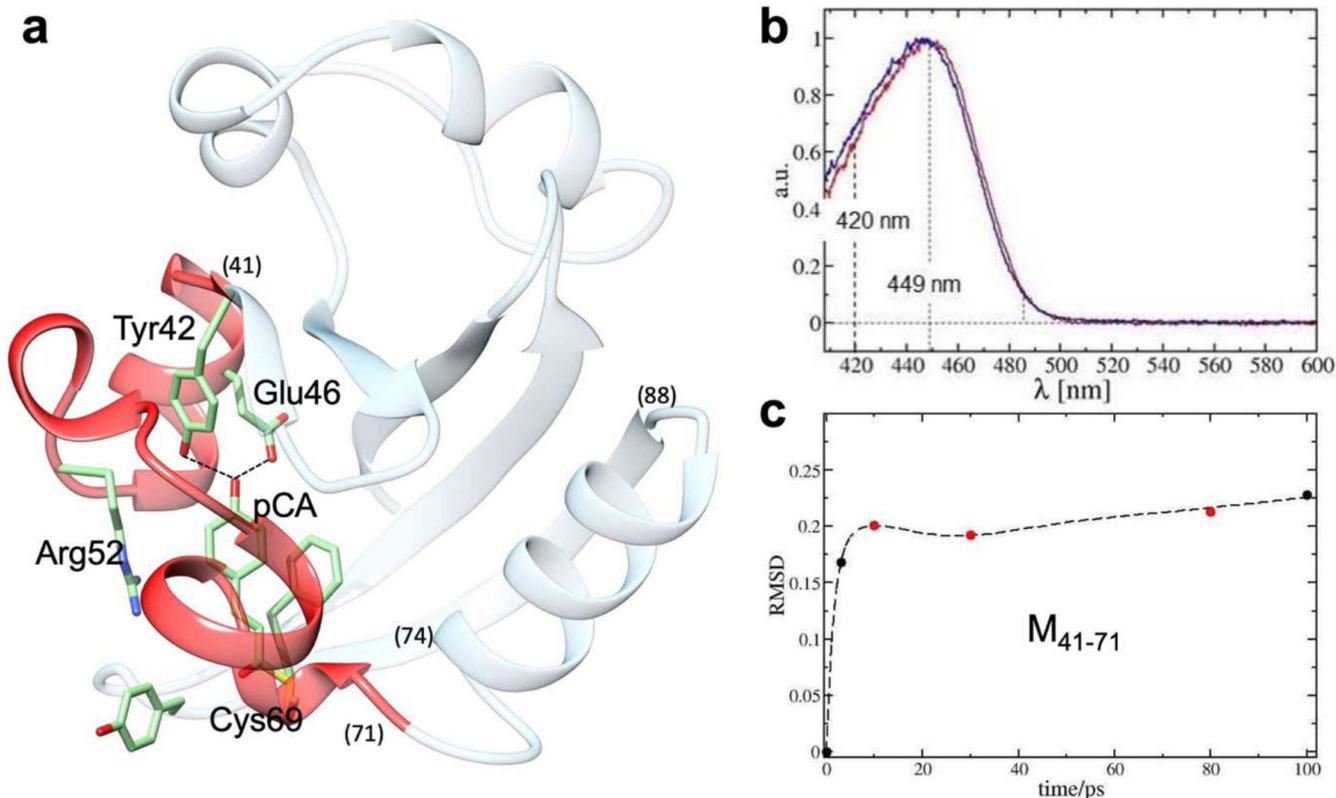 a
(41)
Tyr42
Glu46
(88)
pCA
Arg52
(74)
Cys69
(71)
b
1
0.8
0.6
0.4
0.2
0
a.u.
420 nm
449 nm
420 440 460 480 500 520 540 560 580 600
λ [nm]
c
0.25
0.2
0.15
0.1
0.05
0
RMSD
M41-71
0 20 40 60 80 100
time/ps